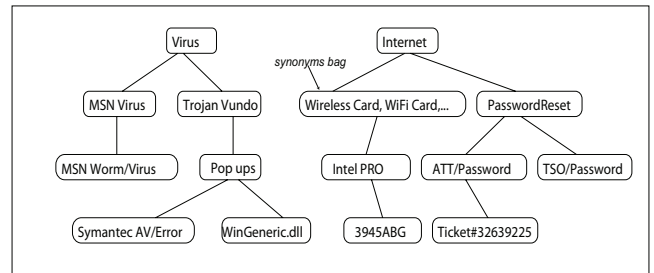 Virus
Internet
synonyms bag
MSN Virus
Trojan Vundo
Wireless Card, WiFi Card,...
PasswordReset
MSN Worm/Virus
Pop ups
Intel PRO
ATT/Password
TSO/Password
Symantec AV/Error
WinGeneric.dll
3945ABG
Ticket#32639225